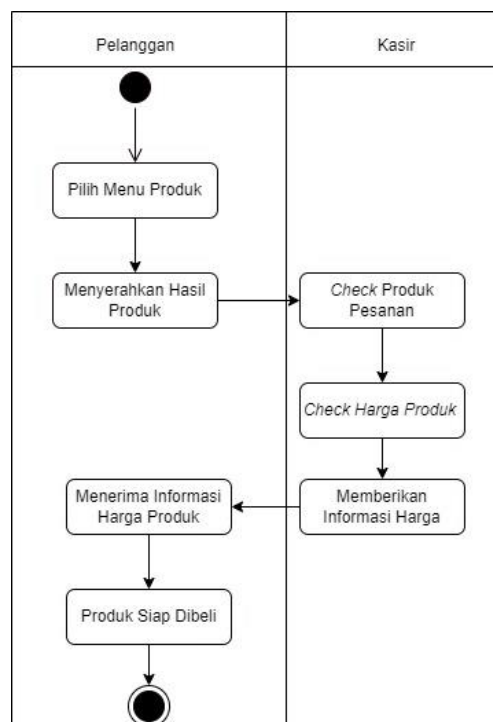 Pelanggan
Kasir
Pilih Menu Produk
Menyerahkan Hasil
Produk
Check Produk
Pesanan
Check Harga Produk
Memberikan
Informasi Harga
Menerima Informasi
Harga Produk
Produk Siap Dibeli